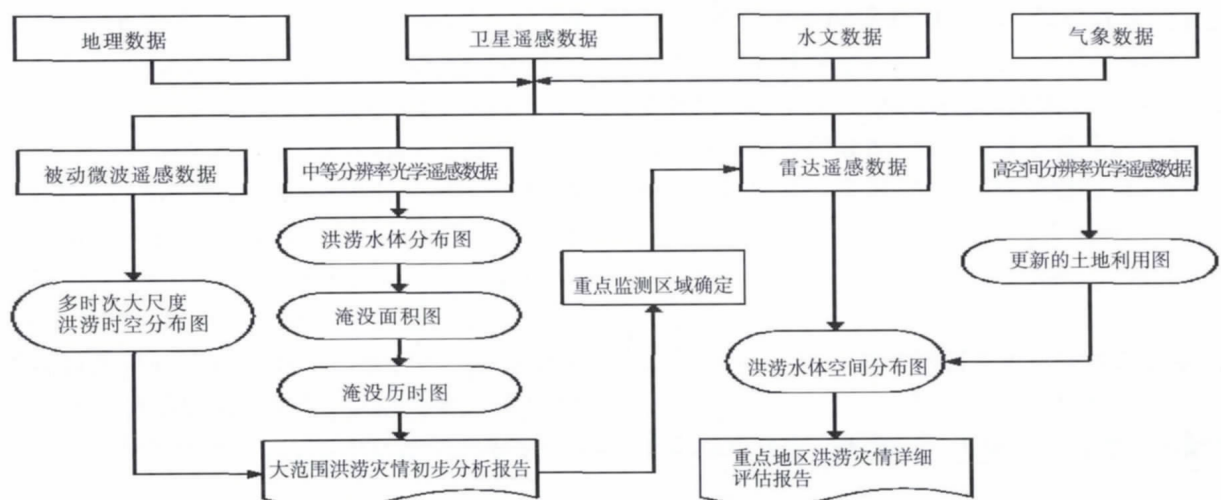 地理数据
卫星遥感数据
水文数据
气象数据
被动微波遥感数据
中等分辨率光学遥感数据
雷达遥感数据
高空间分辨率光学遥感数据
洪涝水体分布图
更新的土地利用图
重点监测区域确定
多时次大尺度
洪涝时空分布图
淹没面积图
洪涝水体空间分布图
淹没历时图
大范围洪涝灾情初步分析报告
重点地区洪涝灾情详细
评估报告